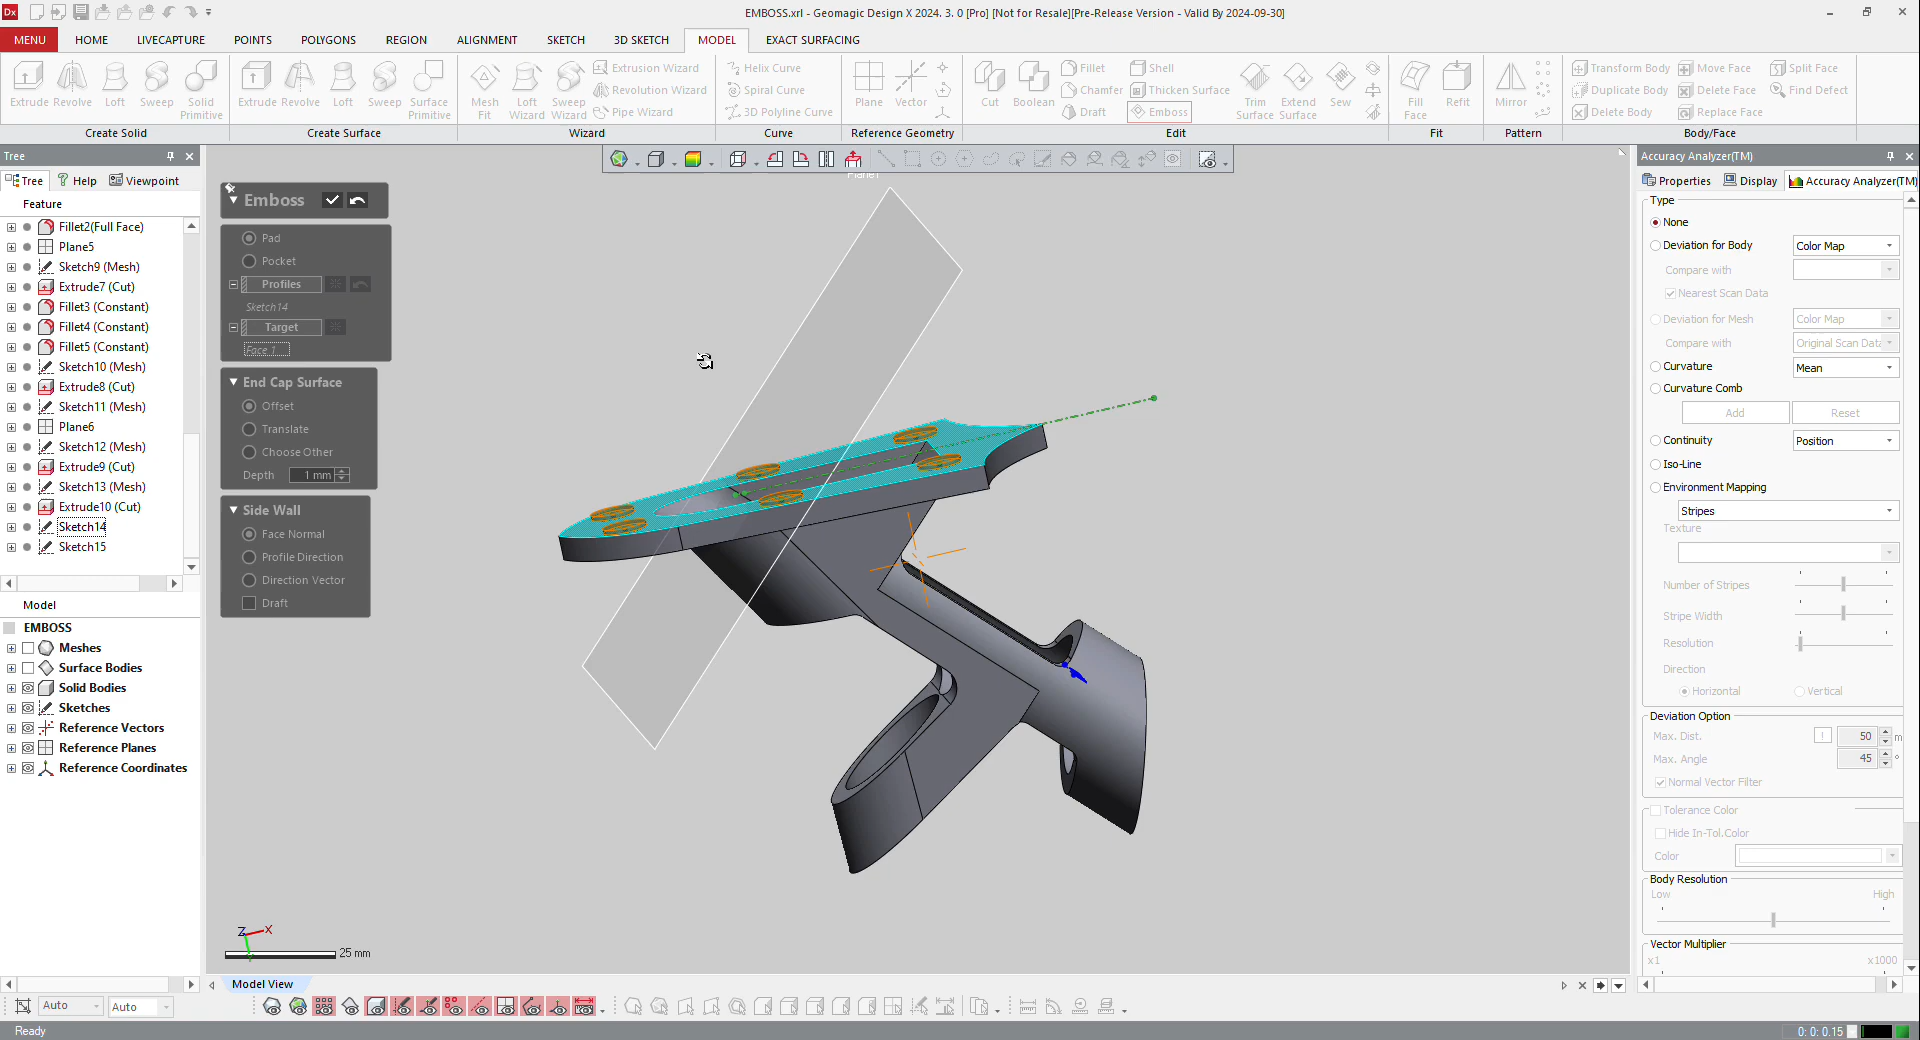 Dx
EMBOSS.xrl - Geomagic Design X 2024. 3. 0 [Pro] [Not for Resale][Pre-Release Version - Valid By 2024-09-30]
MENU HOME LIVECAPTURE POINTS POLYGONS REGION ALIGNMENT SKETCH 3D SKETCH MODEL EXACT SURFACING
Extrude Revolve Loft Sweep Solid Primitive
Create Solid
Extrude Revolve Loft Sweep Surface Primitive
Create Surface
Mesh Fit Loft Wizard Sweep Wizard
Extrusion Wizard
Revolution Wizard
Pipe Wizard
Wizard
Helix Curve
Spiral Curve
3D Polyline Curve
Curve
Plane Vector
Reference Geometry
Cut Boolean
Fillet
Chamfer
Draft
Shell
Thicken Surface
Emboss
Trim Surface Extend Surface Sew
Edit
Fill Face Refit
Fit
Mirror
Pattern
Transform Body Move Face Split Face
Duplicate Body Delete Face Find Defect
Delete Body Replace Face
Body/Face
Tree
Tree Help Viewpoint
Feature
Fillet2(Full Face)
Plane5
Sketch9 (Mesh)
Extrude7 (Cut)
Fillet3 (Constant)
Fillet4 (Constant)
Fillet5 (Constant)
Sketch10 (Mesh)
Extrude8 (Cut)
Sketch11 (Mesh)
Plane6
Sketch12 (Mesh)
Extrude9 (Cut)
Sketch13 (Mesh)
Extrude10 (Cut)
Sketch14
Sketch15
Model
EMBOSS
Meshes
Surface Bodies
Solid Bodies
Sketches
Reference Vectors
Reference Planes
Reference Coordinates
Auto
Auto
Ready
Emboss
Pad
Pocket
Profiles
Sketch14
Target
Face 1
End Cap Surface
Offset
Translate
Choose Other
Depth 1 mm
Side Wall
Face Normal
Profile Direction
Direction Vector
Draft
Plane1
Z X
25 mm
Model View
Accuracy Analyzer(TM)
Properties Display Accuracy Analyzer(TM)
Type
None
Deviation for Body Color Map
Compare with
Nearest Scan Data
Deviation for Mesh Color Map
Compare with Original Scan Data
Curvature Mean
Curvature Comb
Add Reset
Continuity Position
Iso-Line
Environment Mapping
Stripes
Texture
Number of Stripes
Stripe Width
Resolution
Direction
Horizontal Vertical
Deviation Option
Max. Dist. ! 50 m
Max. Angle 45 °
Normal Vector Filter
Tolerance Color
Hide In-Tol.Color
Color
Body Resolution
Low High
Vector Multiplier
x1 x1000
0: 0: 0.15